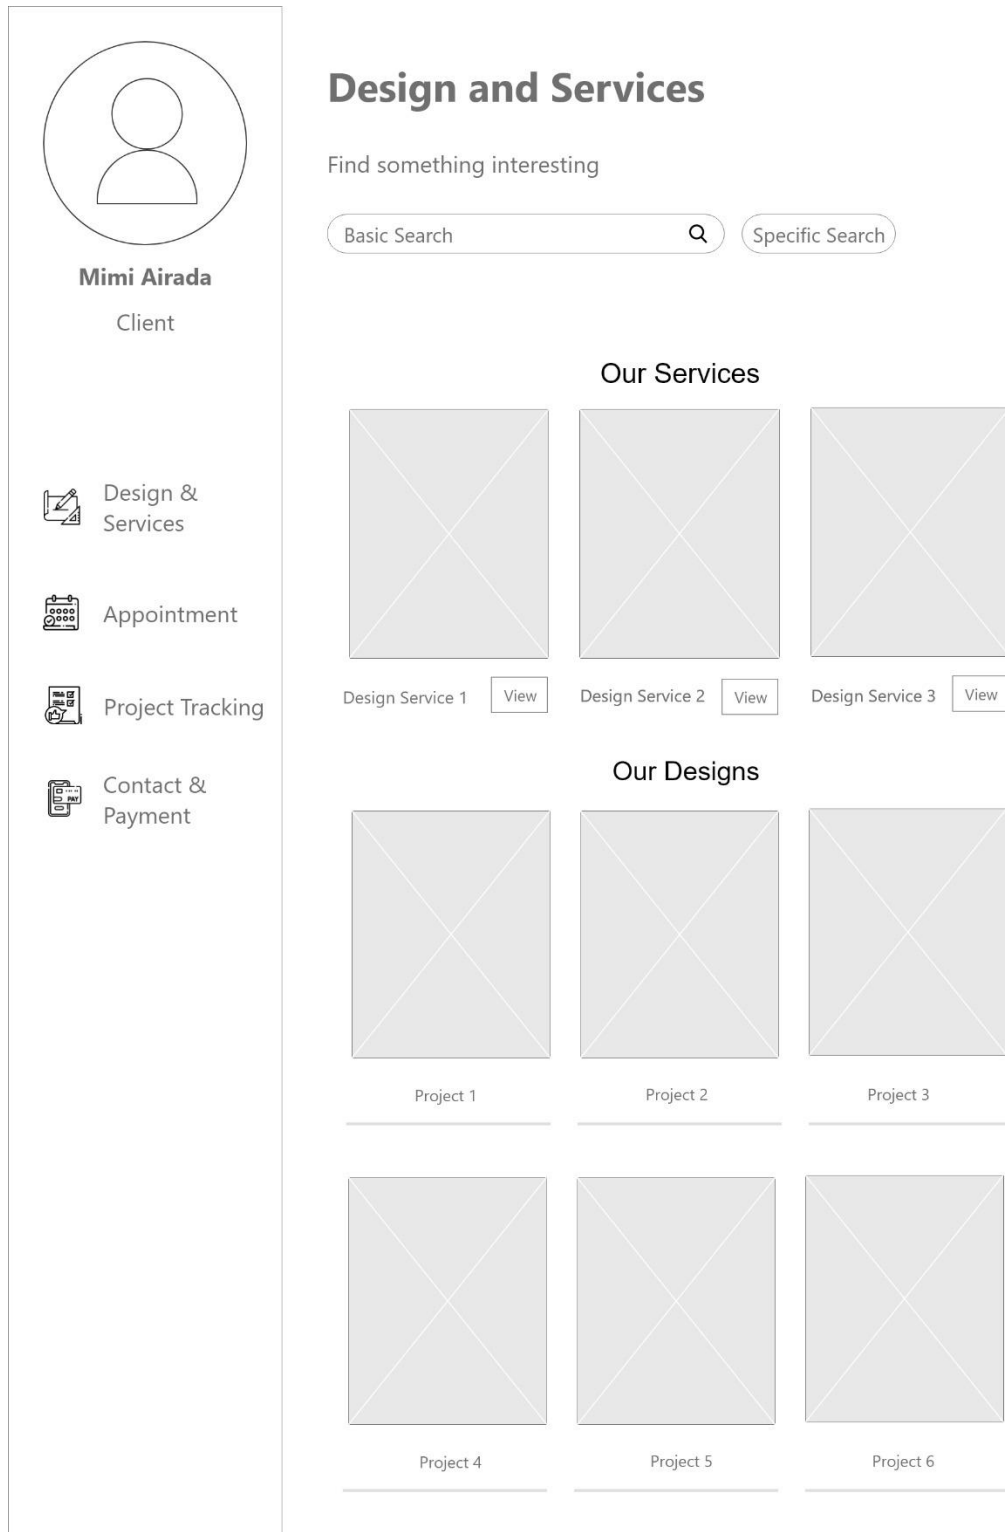 Mimi Airada
Client
Design &
Services
Appointment
Project Tracking
Contact &
Payment
PAY
Design and Services
Find something interesting
Basic Search
Specific Search
Our Services
Design Service 1
View
Design Service 2
View
Design Service 3
View
Our Designs
Project 1
Project 2
Project 3
Project 4
Project 5
Project 6